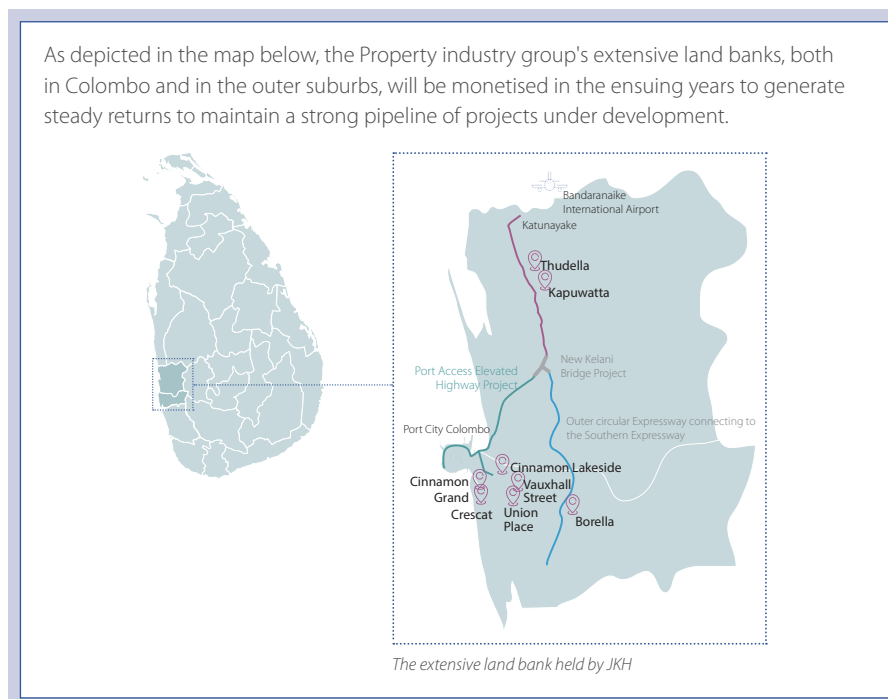 As depicted in the map below, the Property industry group's extensive land banks, both
in Colombo and in the outer suburbs, will be monetised in the ensuing years to generate
steady returns to maintain a strong pipeline of projects under development.
Bandaranaike
International Airport
Katunayake
Thudella
Kapuwatta
New Kelani
Bridge Project
Port Access Elevated
Highway Project
Outer circular Expressway connecting to
the Southern Expressway
Port City Colombo
Cinnamon Lakeside
Cinnamon
Grand
Vauxhall
Street
Crescat
Union
Place
Borella
The extensive land bank held by JKH